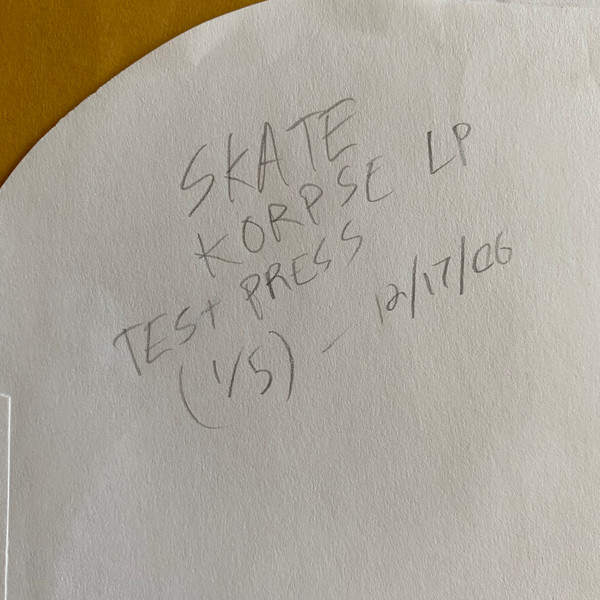 SKATE
KORPSE LP
TEST PRESS
(1/5) - 12/17/06